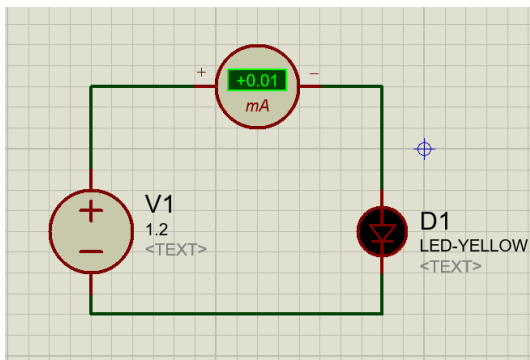 + −
+0.01
mA
+
−
V1
1.2
<TEXT>
D1
LED-YELLOW
<TEXT>